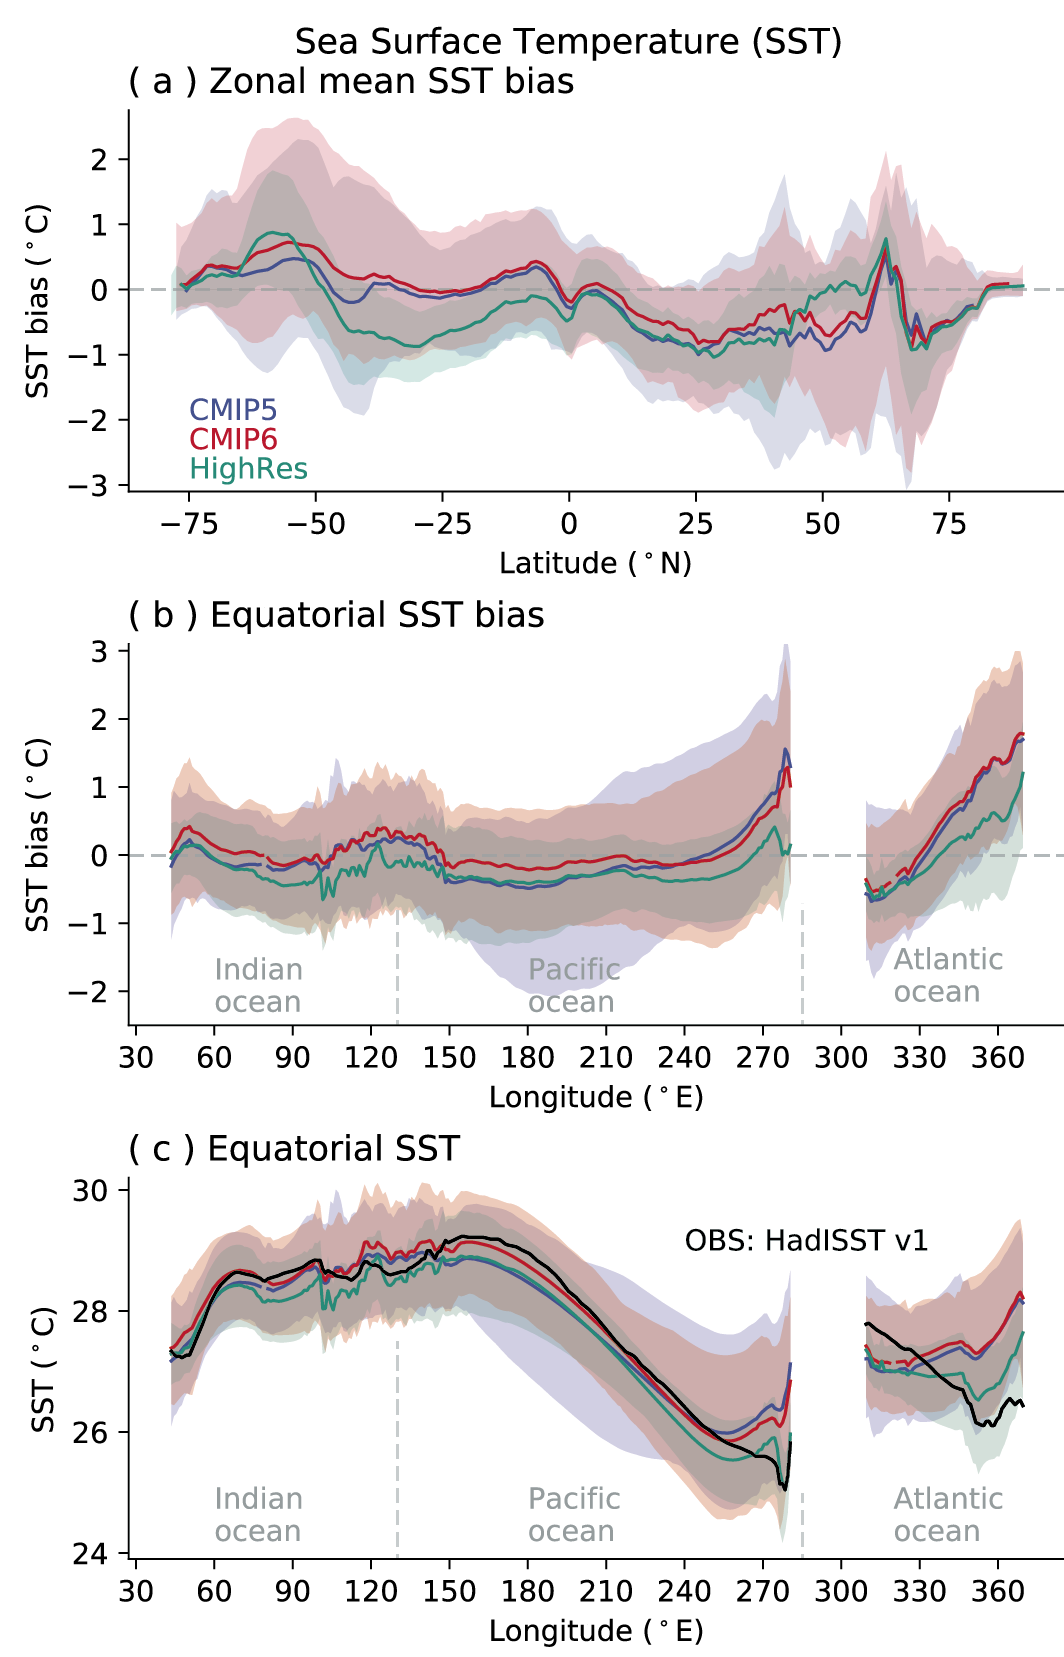 Sea Surface Temperature (SST)
( a ) Zonal mean SST bias
2
1
0
−1
−2
−3
SST bias (°C)
CMIP5
CMIP6
HighRes
−75 −50 −25 0 25 50 75
Latitude (°N)
( b ) Equatorial SST bias
3
2
1
0
−1
−2
SST bias (°C)
Indian
ocean
Pacific
ocean
Atlantic
ocean
30 60 90 120 150 180 210 240 270 300 330 360
Longitude (°E)
( c ) Equatorial SST
30
28
26
24
SST (°C)
OBS: HadISST v1
Indian
ocean
Pacific
ocean
Atlantic
ocean
30 60 90 120 150 180 210 240 270 300 330 360
Longitude (°E)